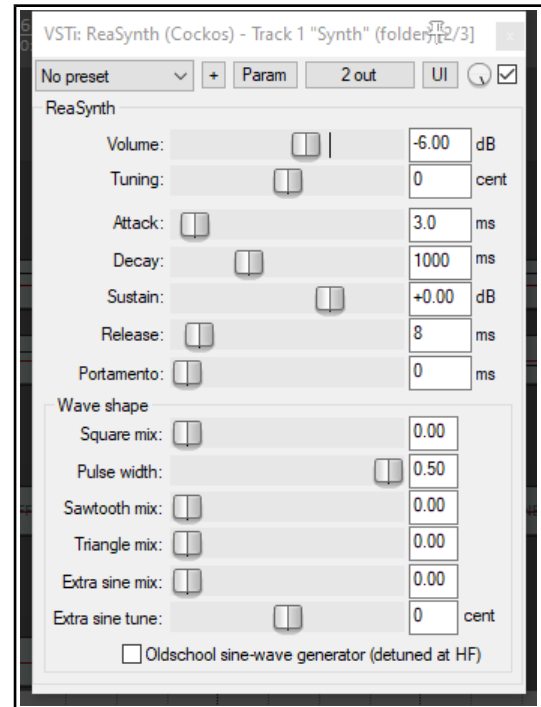 VSTi: ReaSynth (Cockos) - Track 1 "Synth" (folder) [2/3]
No preset + Param 2 out UI
ReaSynth
Volume: -6.00 dB
Tuning: 0 cent
Attack: 3.0 ms
Decay: 1000 ms
Sustain: +0.00 dB
Release: 8 ms
Portamento: 0 ms
Wave shape
Square mix: 0.00
Pulse width: 0.50
Sawtooth mix: 0.00
Triangle mix: 0.00
Extra sine mix: 0.00
Extra sine tune: 0 cent
Oldschool sine-wave generator (detuned at HF)